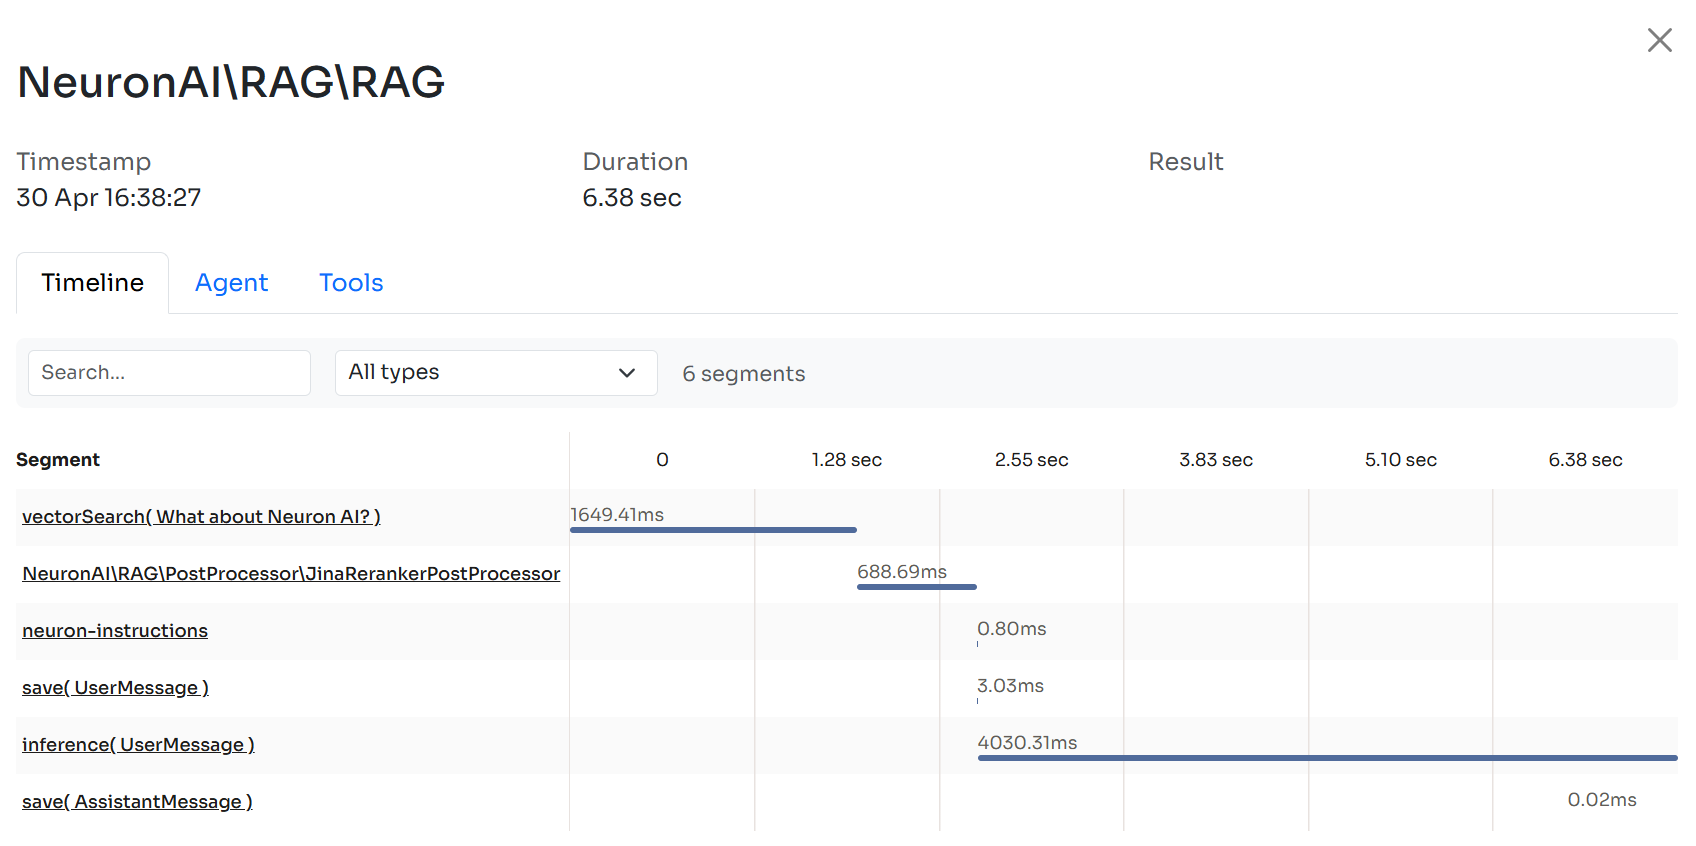 NeuronAI\RAG\RAG
Timestamp Duration Result
30 Apr 16:38:27 6.38 sec
Timeline Agent Tools
Search... All types 6 segments
Segment 0 1.28 sec 2.55 sec 3.83 sec 5.10 sec 6.38 sec
vectorSearch( What about Neuron AI? ) 1649.41ms
NeuronAI\RAG\PostProcessor\JinaRerankerPostProcessor 688.69ms
neuron-instructions 0.80ms
save( UserMessage ) 3.03ms
inference( UserMessage ) 4030.31ms
save( AssistantMessage ) 0.02ms